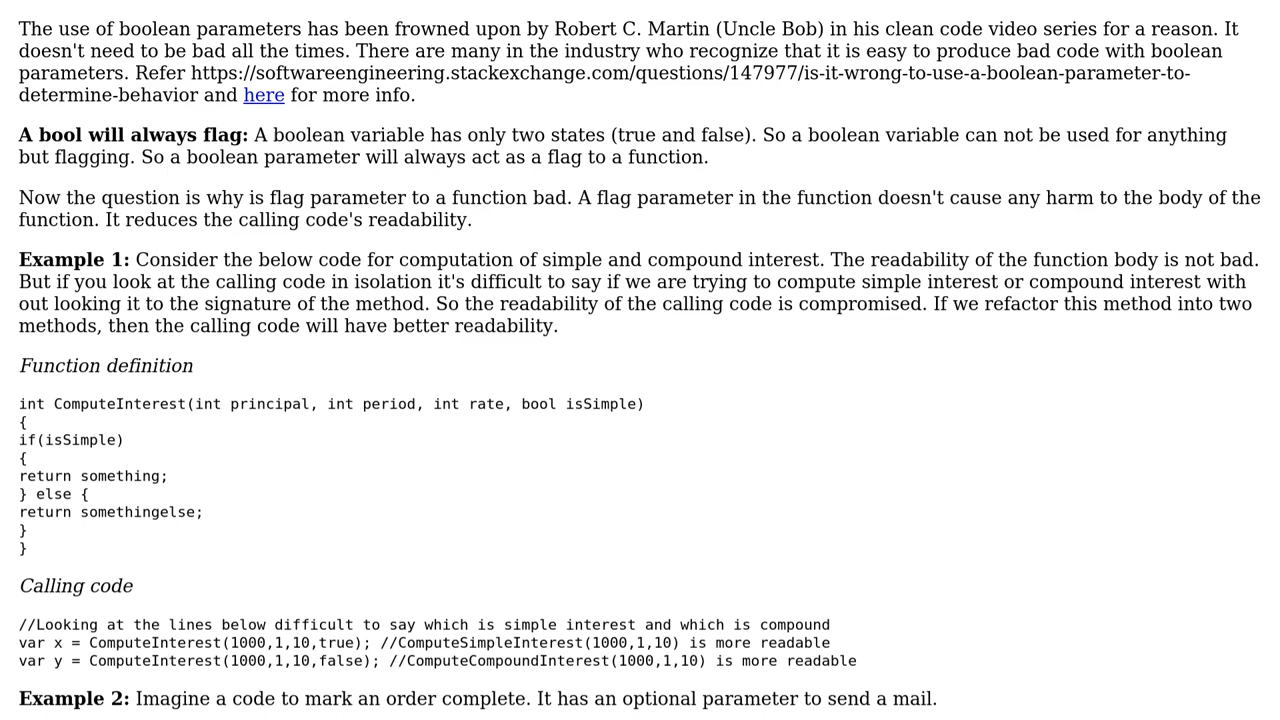 The use of boolean parameters has been frowned upon by Robert C. Martin (Uncle Bob) in his clean code video series for a reason. It
doesn't need to be bad all the times. There are many in the industry who recognize that it is easy to produce bad code with boolean
parameters. Refer https://softwareengineering.stackexchange.com/questions/147977/is-it-wrong-to-use-a-boolean-parameter-to-
determine-behavior and here for more info.
A bool will always flag: A boolean variable has only two states (true and false). So a boolean variable can not be used for anything
but flagging. So a boolean parameter will always act as a flag to a function.
Now the question is why is flag parameter to a function bad. A flag parameter in the function doesn't cause any harm to the body of the
function. It reduces the calling code's readability.
Example 1: Consider the below code for computation of simple and compound interest. The readability of the function body is not bad.
But if you look at the calling code in isolation it's difficult to say if we are trying to compute simple interest or compound interest with
out looking it to the signature of the method. So the readability of the calling code is compromised. If we refactor this method into two
methods, then the calling code will have better readability.
Function definition
int ComputeInterest(int principal, int period, int rate, bool isSimple)
{
if(isSimple)
{
return something;
} else {
return somethingelse;
}
}
Calling code
//Looking at the lines below difficult to say which is simple interest and which is compound
var x = ComputeInterest(1000,1,10,true); //ComputeSimpleInterest(1000,1,10) is more readable
var y = ComputeInterest(1000,1,10,false); //ComputeCompoundInterest(1000,1,10) is more readable
Example 2: Imagine a code to mark an order complete. It has an optional parameter to send a mail.